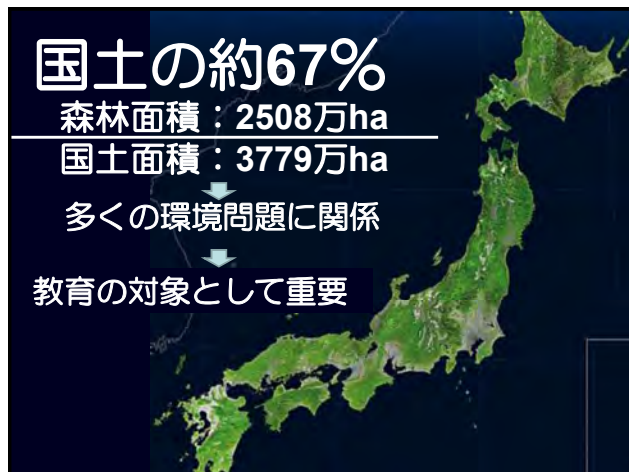 国土の約67%
森林面積：2508万ha
国土面積：3779万ha
多くの環境問題に関係
教育の対象として重要